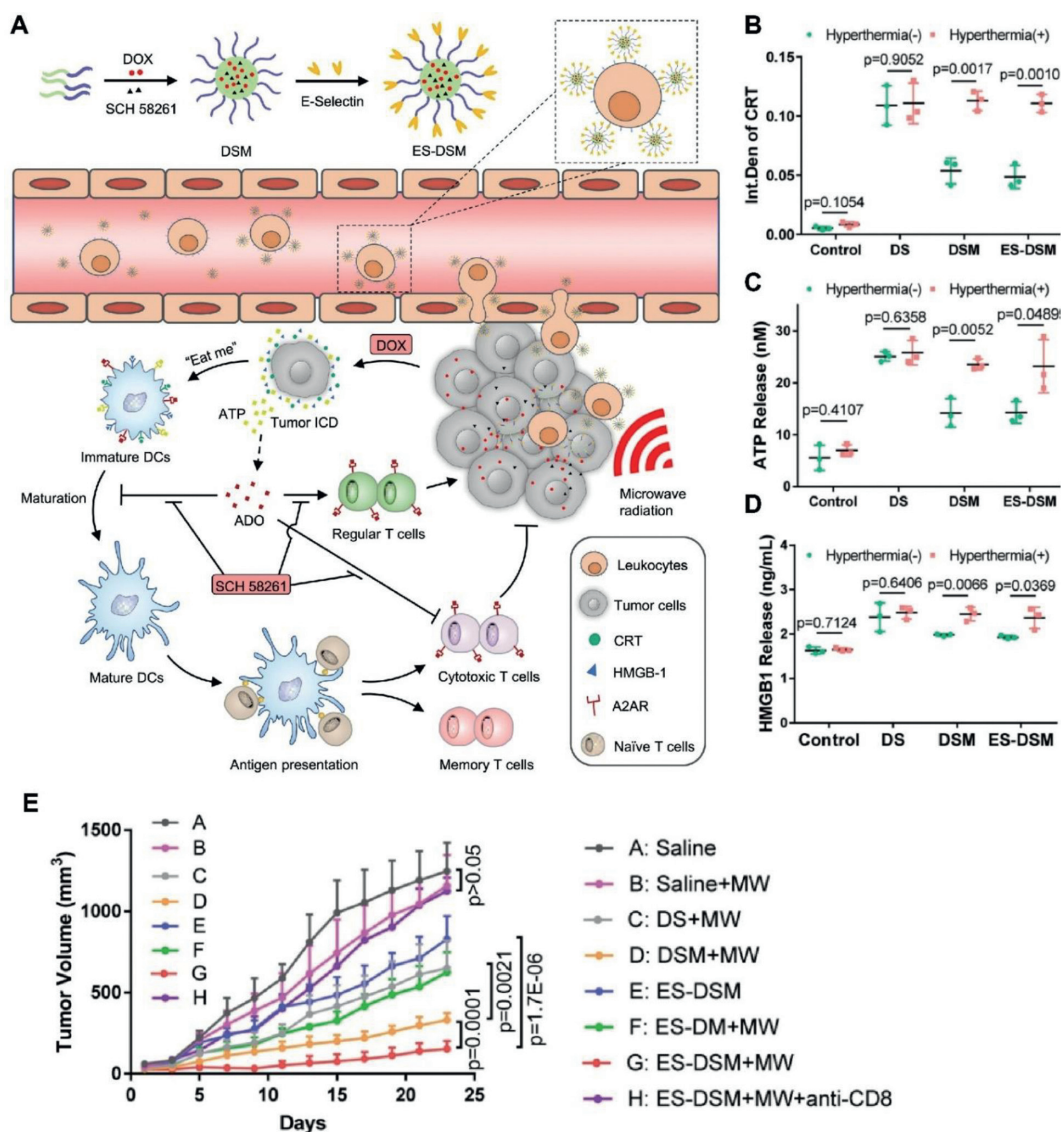 A
DOX
SCH 58261
E-Selectin
DSM
ES-DSM
DOX
"Eat me"
ATP
Tumor ICD
Immature DCs
Maturation
ADO
Regular T cells
Microwave
radiation
SCH 58261
Mature DCs
Cytotoxic T cells
Antigen presentation
Memory T cells
Leukocytes
Tumor cells
CRT
HMGB-1
A2AR
Naïve T cells
B
Hyperthermia(-) Hyperthermia(+)
p=0.9052 p=0.0017 p=0.0010
p=0.1054
Int.Den of CRT
0.15
0.10
0.05
0.00
Control DS DSM ES-DSM
C
Hyperthermia(-) Hyperthermia(+)
p=0.6358 p=0.0052 p=0.0489
p=0.4107
ATP Release (nM)
30
20
10
0
Control DS DSM ES-DSM
D
Hyperthermia(-) Hyperthermia(+)
p=0.6406 p=0.0066 p=0.0369
p=0.7124
HMGB1 Release (ng/mL)
3
2
1
0
Control DS DSM ES-DSM
E
Tumor Volume (mm³)
1500
1000
500
0
0 5 10 15 20 25
Days
A
B
C
D
E
F
G
H
p>0.05
p=0.0001
p=0.0021
p=1.7E-06
A: Saline
B: Saline+MW
C: DS+MW
D: DSM+MW
E: ES-DSM
F: ES-DM+MW
G: ES-DSM+MW
H: ES-DSM+MW+anti-CD8